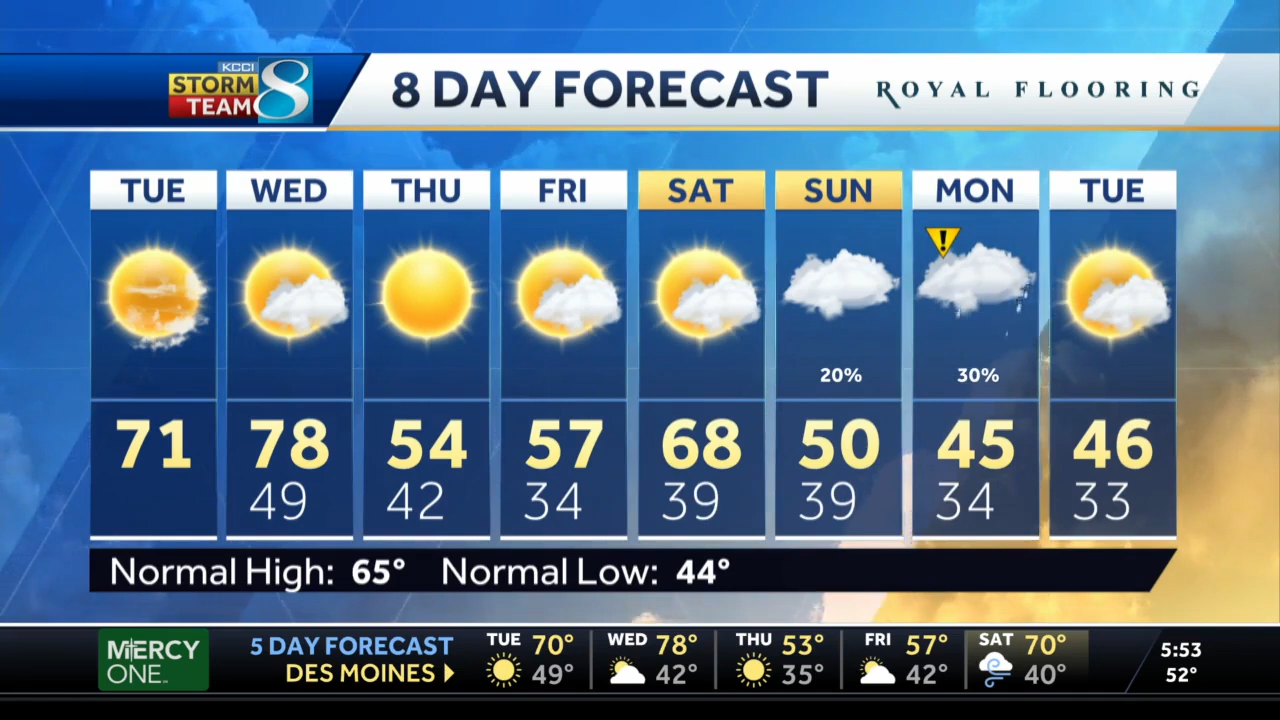 KCCI
STORM
TEAM 8
8 DAY FORECAST
ROYAL FLOORING
TUE WED THU FRI SAT SUN MON TUE
!
20% 30%
71 78 54 57 68 50 45 46
49 42 34 39 39 34 33
Normal High: 65° Normal Low: 44°
MERCY
ONE
5 DAY FORECAST
DES MOINES
TUE 70° WED 78° THU 53° FRI 57° SAT 70°
49° 42° 35° 42° 40°
5:53
52°